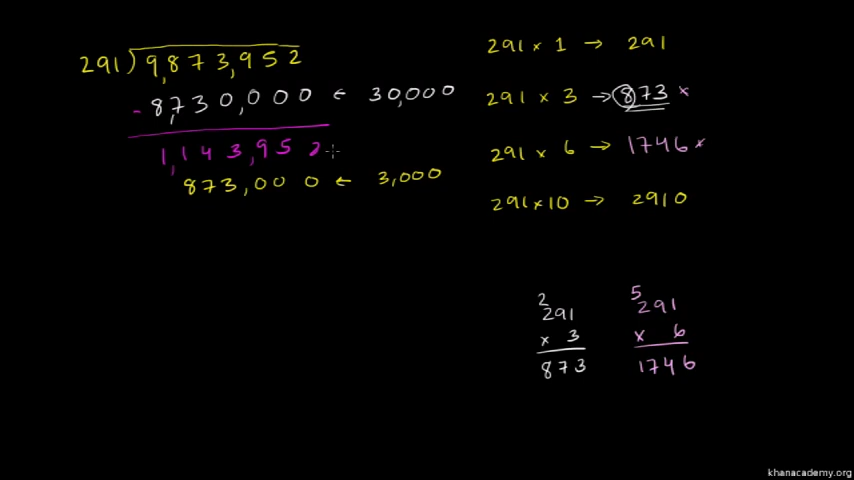 291)9,873,952
- 8,730,000 ← 30,000
1,143,952
873,000 ← 3,000
291 × 1 → 291
291 × 3 → 873 ×
291 × 6 → 1746 ×
291 × 10 → 2910
2
291
× 3
873
5
291
× 6
1746
khanacademy.org